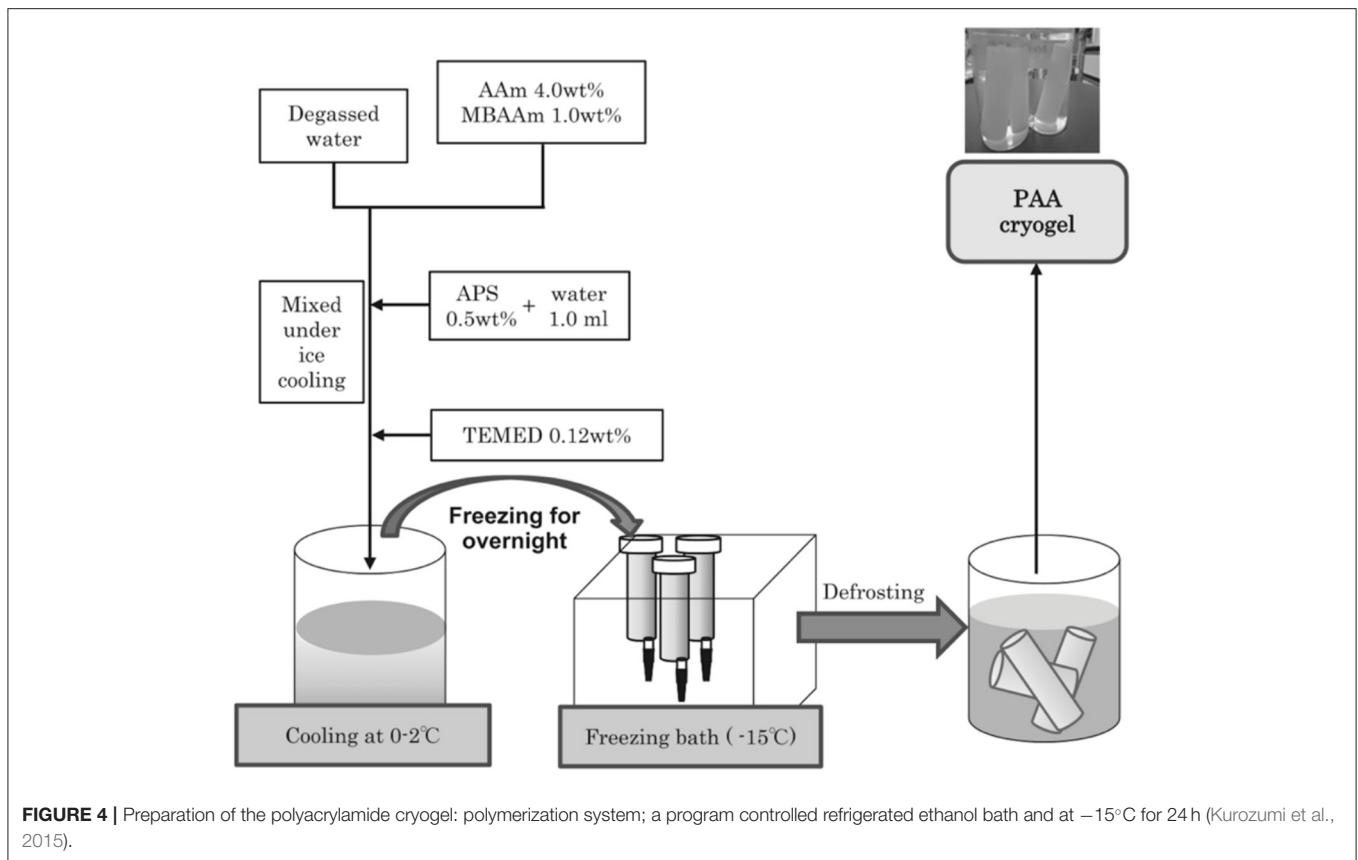 Degassed
water
AAm 4.0wt%
MBAAm 1.0wt%
PAA
cryogel
Mixed
under
ice
cooling
APS + water
0.5wt% 1.0 ml
TEMED 0.12wt%
Freezing for
overnight
Defrosting
Cooling at 0-2℃
Freezing bath ( -15℃)
FIGURE 4 | Preparation of the polyacrylamide cryogel: polymerization system; a program controlled refrigerated ethanol bath and at −15°C for 24 h (Kurozumi et al.,
2015).